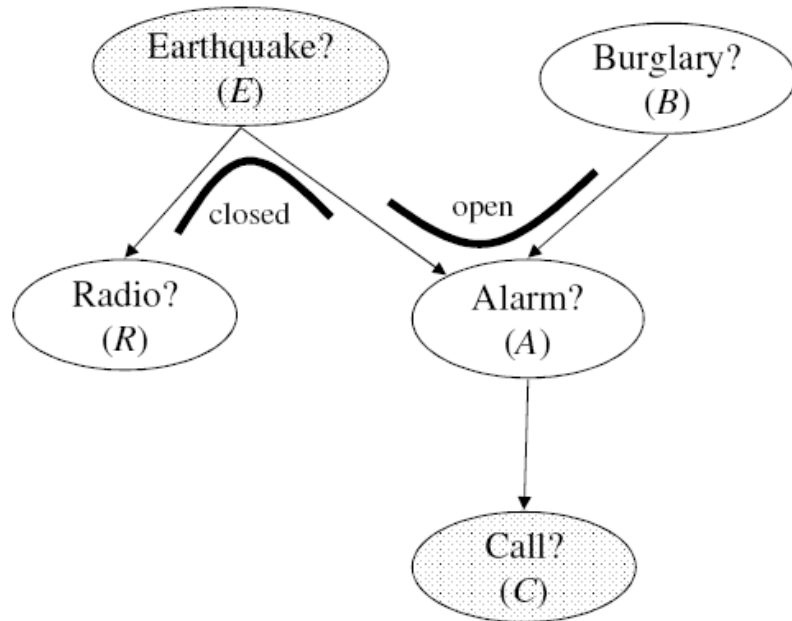 Earthquake?
(E)
Burglary?
(B)
closed
open
Radio?
(R)
Alarm?
(A)
Call?
(C)